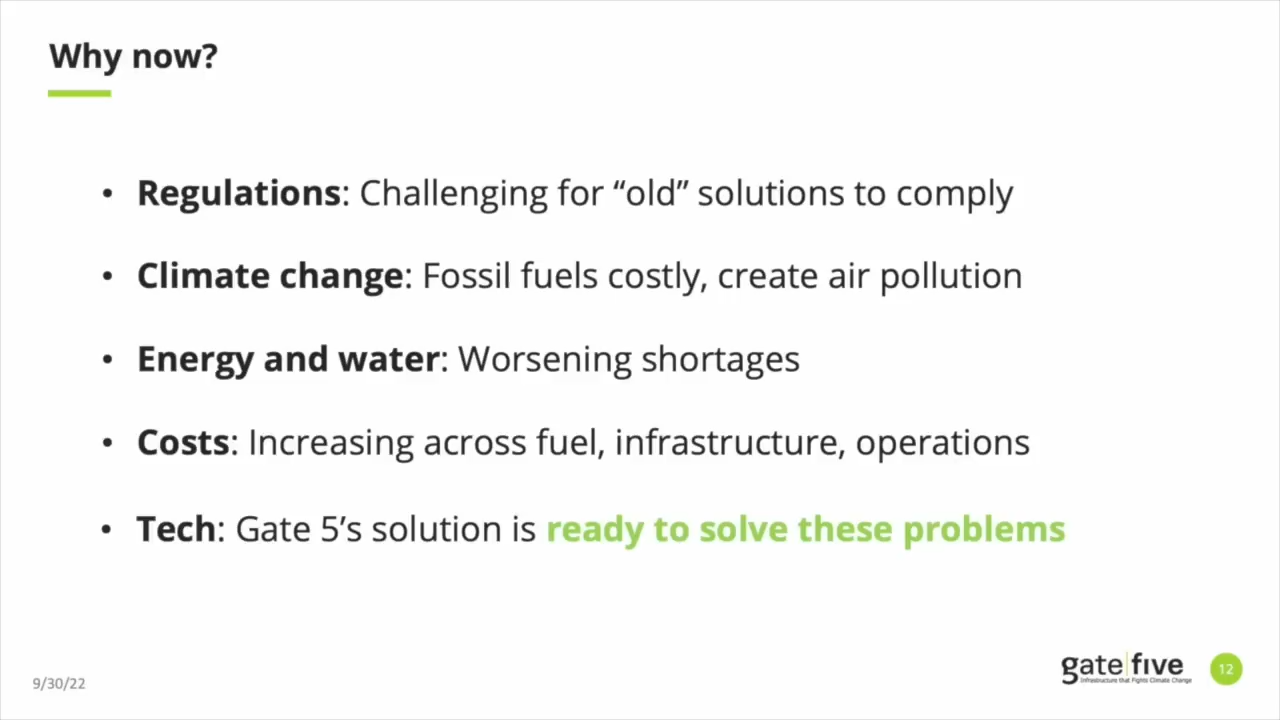 Why now?
• Regulations: Challenging for “old” solutions to comply
• Climate change: Fossil fuels costly, create air pollution
• Energy and water: Worsening shortages
• Costs: Increasing across fuel, infrastructure, operations
• Tech: Gate 5’s solution is ready to solve these problems
gate|five
Infrastructure that Fights Climate Change
12
9/30/22